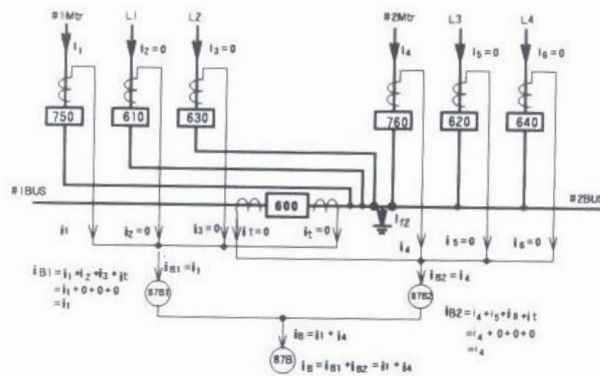 #1Mtr L1 L2 #2Mtr L3 L4
I1 I2=0 I3=0 I4 I5=0 I6=0
750 610 630 760 620 640
#1BUS 600 #2BUS
If2
i1 i2=0 i3=0 it=0 it=0 i4 i5=0 i6=0
iB1=i1+i2+i3+it
=i1+0+0+0
=i1
iB1=i1
87B1
iB2=i4
87B2
iB2=i4+i5+i6+it
=i4+0+0+0
=i4
iB=i1+i4
87B
iB=iB1+iB2=i1+i4